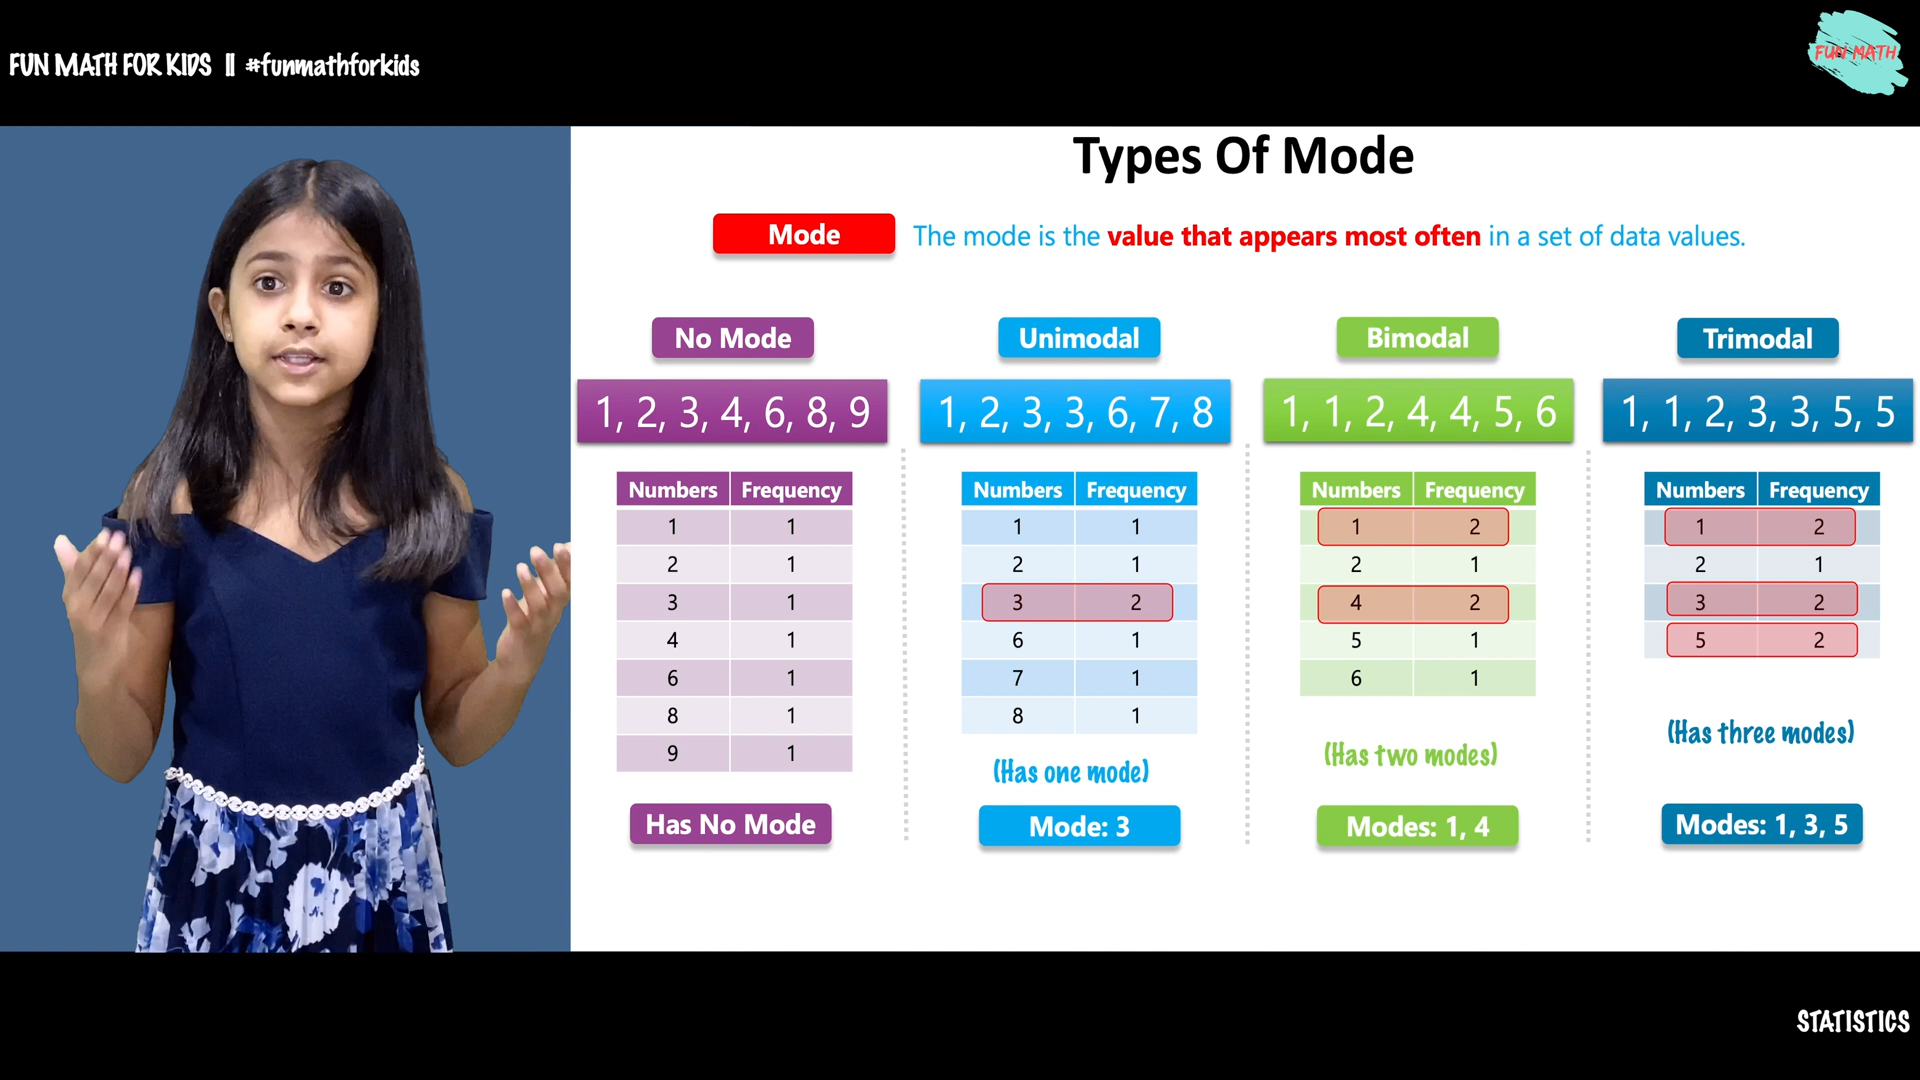 FUN MATH FOR KIDS || #funmathforkids
FUN MATH
Types Of Mode
Mode
The mode is the value that appears most often in a set of data values.
No Mode
1, 2, 3, 4, 6, 8, 9
Numbers Frequency
1 1
2 1
3 1
4 1
6 1
8 1
9 1
Has No Mode
Unimodal
1, 2, 3, 3, 6, 7, 8
Numbers Frequency
1 1
2 1
3 2
6 1
7 1
8 1
(Has one mode)
Mode: 3
Bimodal
1, 1, 2, 4, 4, 5, 6
Numbers Frequency
1 2
2 1
4 2
5 1
6 1
(Has two modes)
Modes: 1, 4
Trimodal
1, 1, 2, 3, 3, 5, 5
Numbers Frequency
1 2
2 1
3 2
5 2
(Has three modes)
Modes: 1, 3, 5
STATISTICS